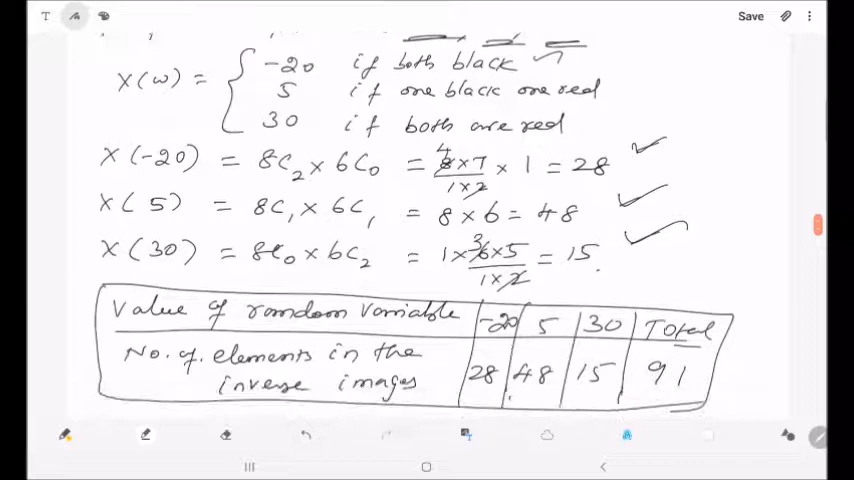 T Save
X(ω) = { -20 if both black
5 if one black one red
30 if both are red
X(-20) = 8C₂ × 6C₀ = 8×7/1×2 × 1 = 28
X(5) = 8C₁ × 6C₁ = 8 × 6 = 48
X(30) = 8C₀ × 6C₂ = 1 × 6×5/1×2 = 15.
Value of random variable | -20 | 5 | 30 | Total
No. of. elements in the
inverse images | 28 | 48 | 15 | 91